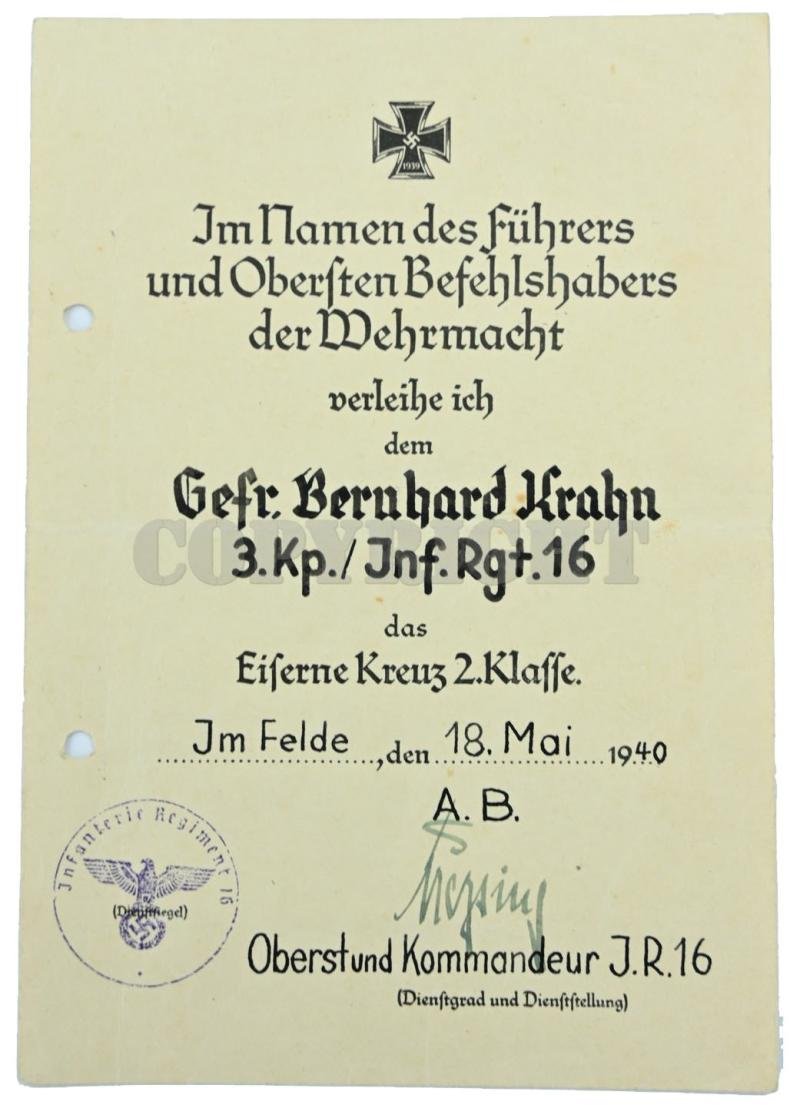 1939
Im Namen des Führers
und Oberſten Befehlshabers
der Wehrmacht
verleihe ich
dem
Gefr. Bernhard Krahn
COPYRIGHT
3.Kp./Jnf.Rgt.16
das
Eiſerne Kreuz 2.Klaſſe.
Jm Felde, den 18. Mai 1940
A.B.
Infanterie Regiment 16
(Dienſtſiegel)
Oberst und Kommandeur J.R.16
(Dienſtgrad und Dienſtſtellung)